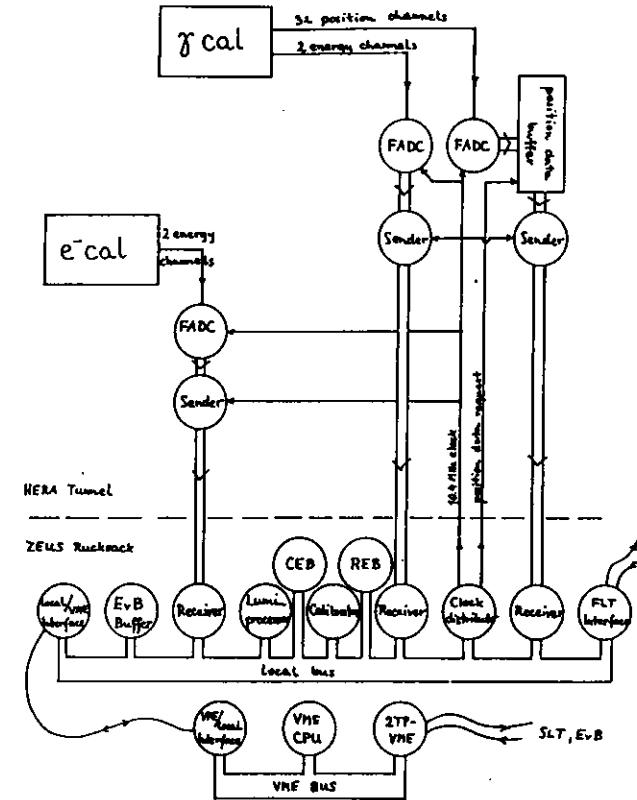 32 position channels
γ cal
2 energy channels
position data
buffer
FADC
FADC
Sender
Sender
e⁻cal
2 energy
channels
FADC
Sender
10.4 MHz clock
position data request
HERA Tunnel
ZEUS Rucksack
CEB
REB
Local/VME
Interface
EvB
Buffer
Receiver
Lumi
processor
Calibrator
Receiver
Clock
distributor
Receiver
FLT
Interface
Local bus
VME/Local
Interface
VME
CPU
2TP-
VME
SLT, EvB
VME BUS